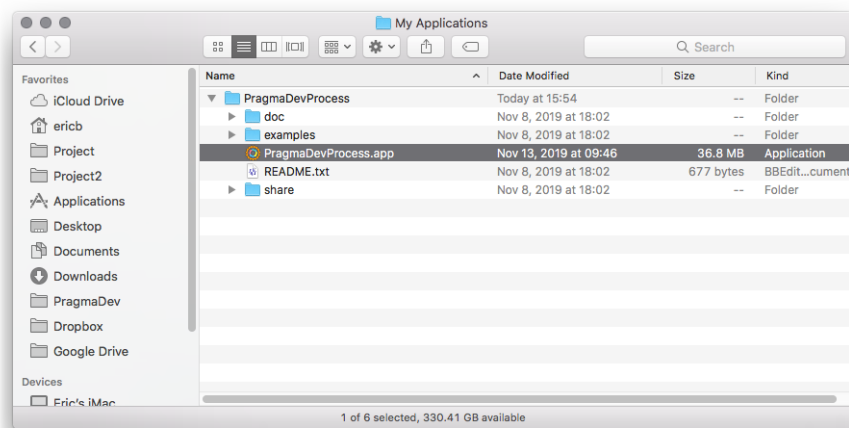 My Applications
Search
Favorites
iCloud Drive
ericb
Project
Project2
Applications
Desktop
Documents
Downloads
PragmaDev
Dropbox
Google Drive
Devices
Eric's iMac
Name Date Modified Size Kind
PragmaDevProcess Today at 15:54 -- Folder
doc Nov 8, 2019 at 18:02 -- Folder
examples Nov 8, 2019 at 18:02 -- Folder
PragmaDevProcess.app Nov 13, 2019 at 09:46 36.8 MB Application
README.txt Nov 8, 2019 at 18:02 677 bytes BBEdit...cument
share Nov 8, 2019 at 18:02 -- Folder
1 of 6 selected, 330.41 GB available